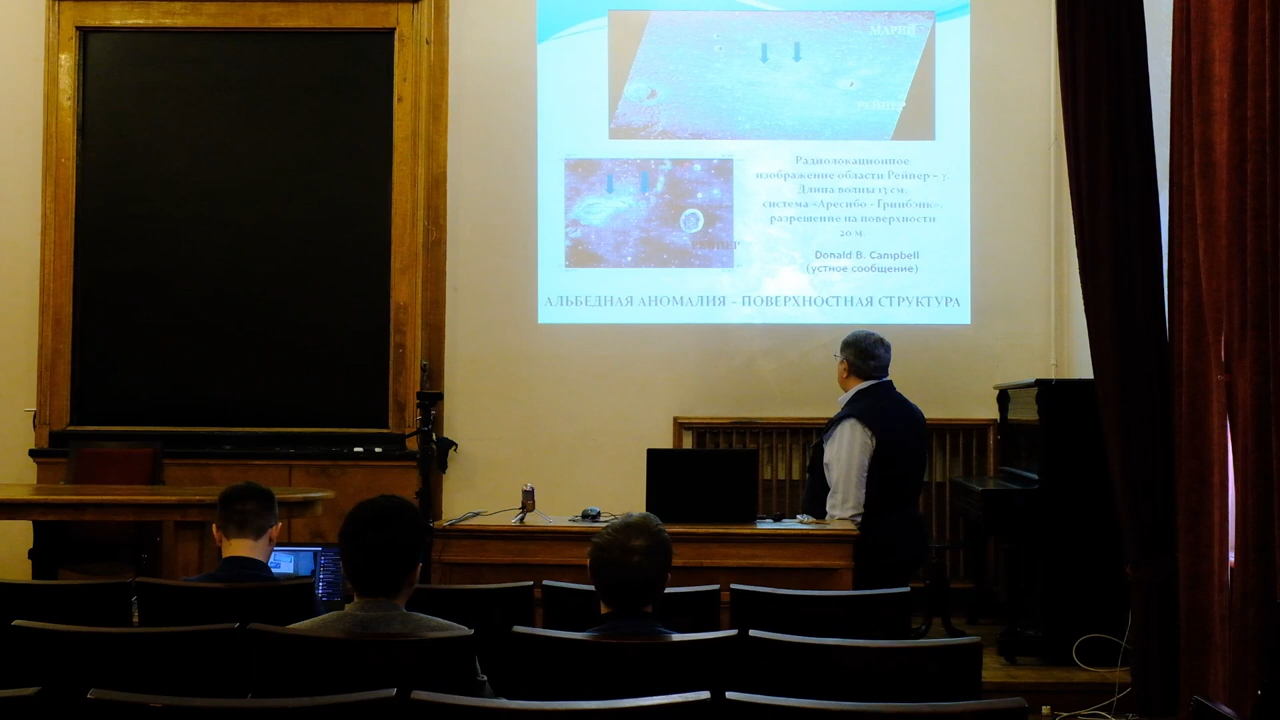 МАРИЙ
РЕЙНЕР
Радиолокационное
изображение области Рейнер – γ.
Длина волны 13 см,
система «Аресибо - Гринбэнк»,
разрешение на поверхности
20 м.
РЕЙНЕР
Donald B. Campbell
(устное сообщение)
АЛЬБЕДНАЯ АНОМАЛИЯ – ПОВЕРХНОСТНАЯ СТРУКТУРА